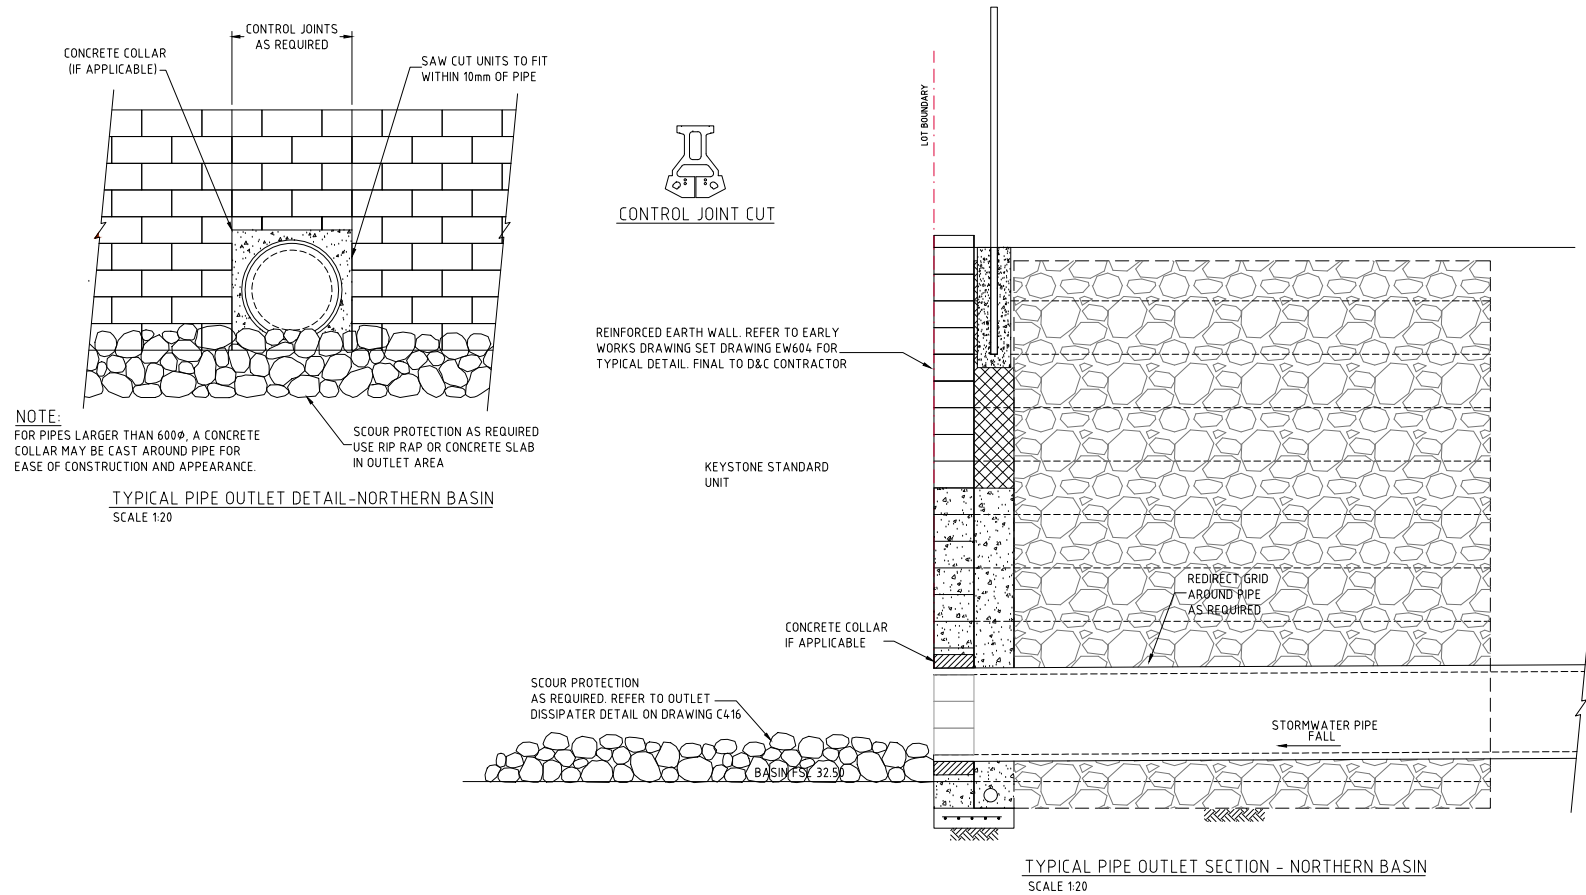 CONTROL JOINTS
AS REQUIRED
CONCRETE COLLAR
(IF APPLICABLE)
SAW CUT UNITS TO FIT
WITHIN 10mm OF PIPE
NOTE:
FOR PIPES LARGER THAN 600ø, A CONCRETE
COLLAR MAY BE CAST AROUND PIPE FOR
EASE OF CONSTRUCTION AND APPEARANCE.
SCOUR PROTECTION AS REQUIRED
USE RIP RAP OR CONCRETE SLAB
IN OUTLET AREA
TYPICAL PIPE OUTLET DETAIL-NORTHERN BASIN
SCALE 1:20
CONTROL JOINT CUT
LOT BOUNDARY
REINFORCED EARTH WALL. REFER TO EARLY
WORKS DRAWING SET DRAWING EW604 FOR
TYPICAL DETAIL. FINAL TO D&C CONTRACTOR
KEYSTONE STANDARD
UNIT
REDIRECT GRID
AROUND PIPE
AS REQUIRED
CONCRETE COLLAR
IF APPLICABLE
SCOUR PROTECTION
AS REQUIRED. REFER TO OUTLET
DISSIPATER DETAIL ON DRAWING C416
STORMWATER PIPE
FALL
BASIN FSL 32.50
TYPICAL PIPE OUTLET SECTION - NORTHERN BASIN
SCALE 1:20